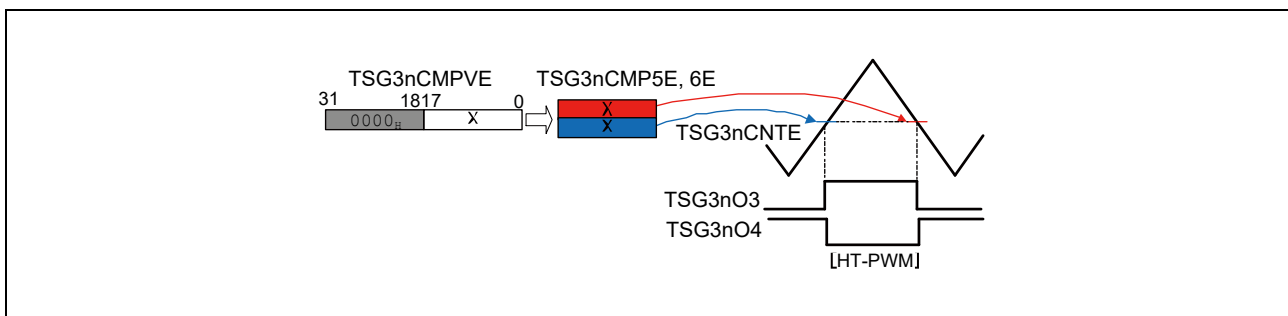 TSG3nCMPVE
TSG3nCMP5E, 6E
31
1817
0
0000H
X
X
X
TSG3nCNTE
TSG3nO3
TSG3nO4
[HT-PWM]